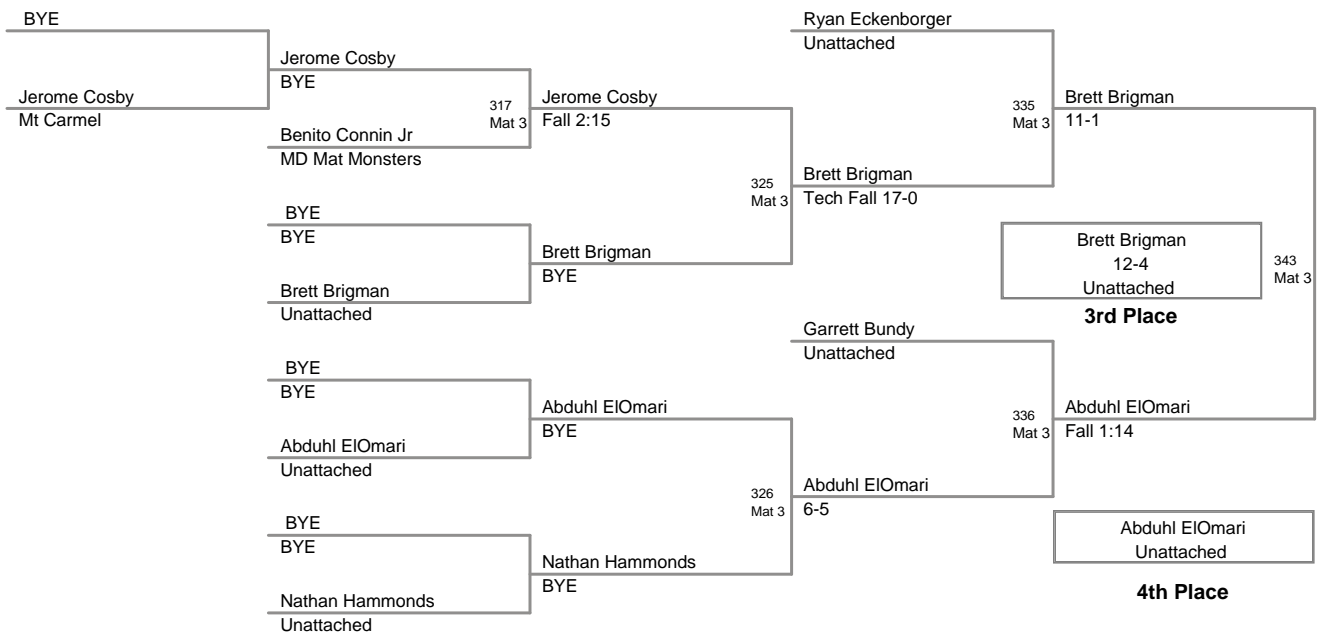 BYE
Jerome Cosby
Mt Carmel
Jerome Cosby
BYE
Benito Connin Jr
MD Mat Monsters
317
Mat 3
Jerome Cosby
Fall 2:15
BYE
BYE
Brett Brigman
Unattached
Brett Brigman
BYE
325
Mat 3
Ryan Eckenborger
Unattached
Brett Brigman
Tech Fall 17-0
335
Mat 3
Brett Brigman
11-1
Brett Brigman
12-4
Unattached
3rd Place
343
Mat 3
BYE
BYE
Abduhl ElOmari
Unattached
Abduhl ElOmari
BYE
BYE
BYE
Nathan Hammonds
Unattached
Nathan Hammonds
BYE
326
Mat 3
Garrett Bundy
Unattached
Abduhl ElOmari
6-5
336
Mat 3
Abduhl ElOmari
Fall 1:14
Abduhl ElOmari
Unattached
4th Place